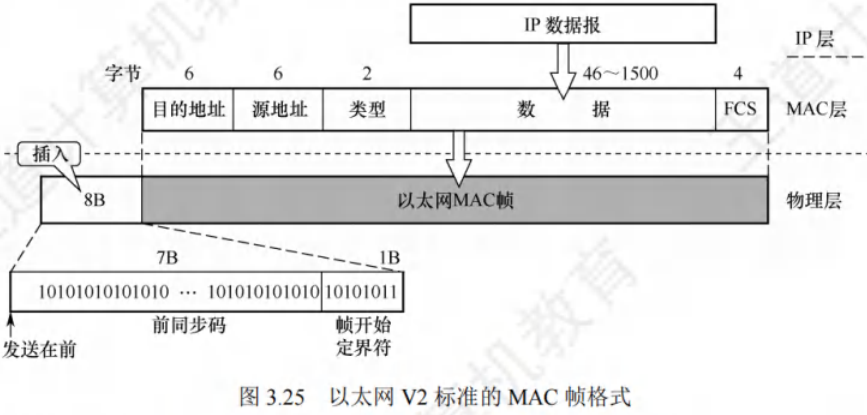 IP 数据报
IP 层
字节 6 6 2 46~1500 4
目的地址 源地址 类型 数 据 FCS MAC层
插入
8B 以太网MAC帧 物理层
7B 1B
10101010101010 … 101010101010 10101011
前同步码 帧开始
定界符
发送在前
图 3.25 以太网 V2 标准的 MAC 帧格式